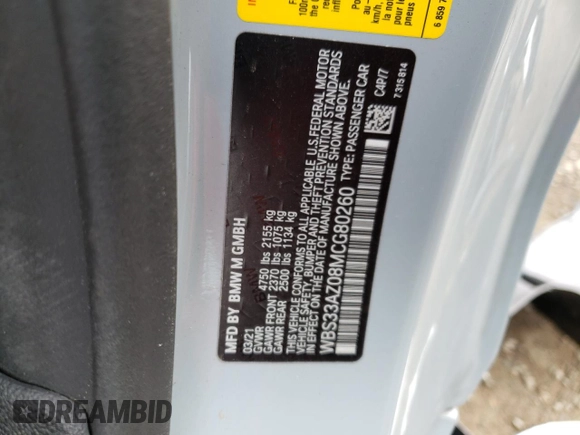 MFD BY BMW M GMBH
03/21
GVWR 4750 lbs 2155 kg
GAWR FRONT 2370 lbs 1075 kg
GAWR REAR 2500 lbs 1134 kg
THIS VEHICLE CONFORMS TO ALL APPLICABLE U.S.FEDERAL MOTOR
VEHICLE SAFETY, BUMPER, AND THEFT PREVENTION STANDARDS
IN EFFECT ON THE DATE OF MANUFACTURE SHOWN ABOVE.
WBS33AZ08MCG80260 TYPE: PASSENGER CAR
C4P/7
7 315 814
6 859 7
DREAMBID